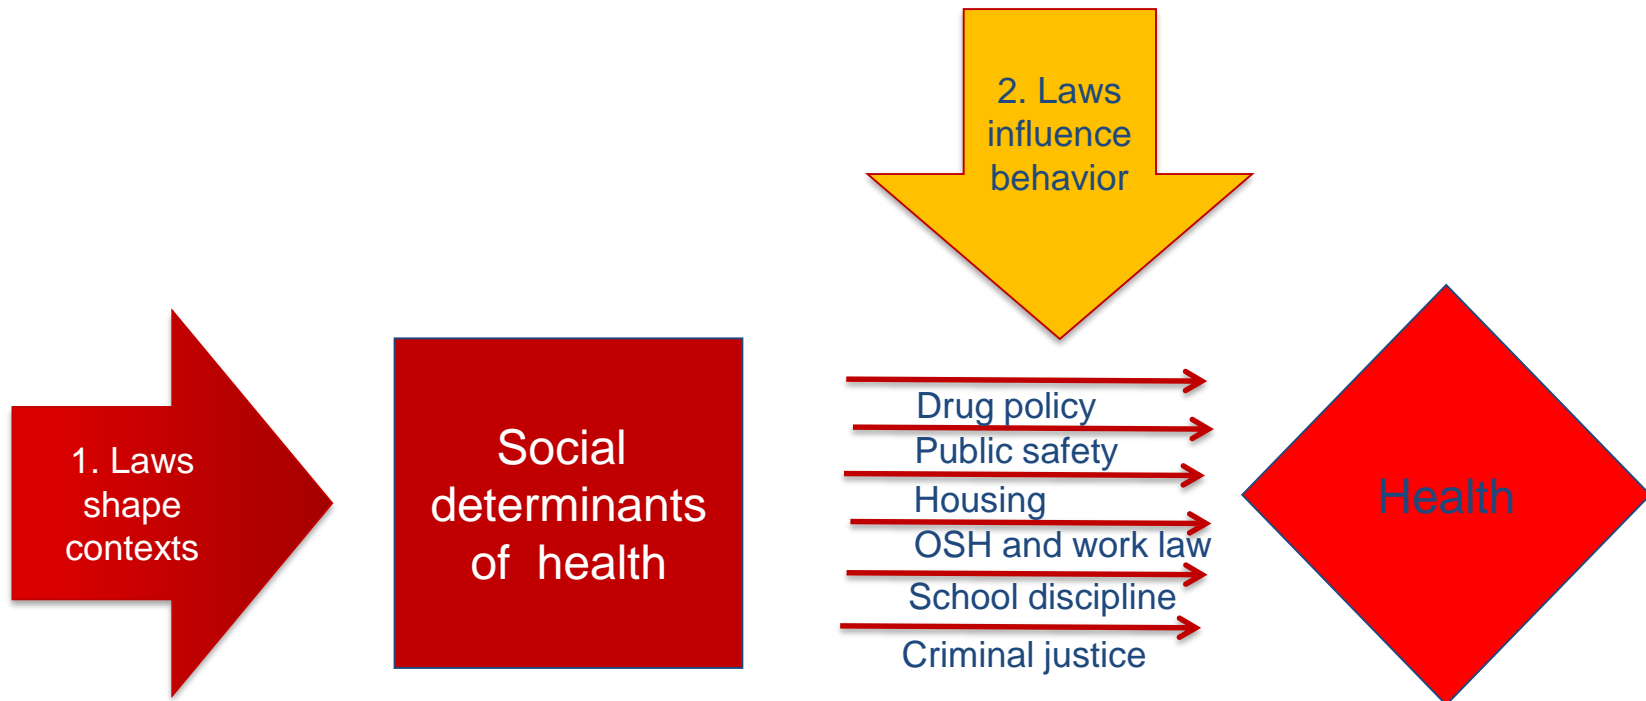 2. Laws
influence
behavior
1. Laws
shape
contexts
Social
determinants
of health
Drug policy
Public safety
Housing
OSH and work law
School discipline
Criminal justice
Health